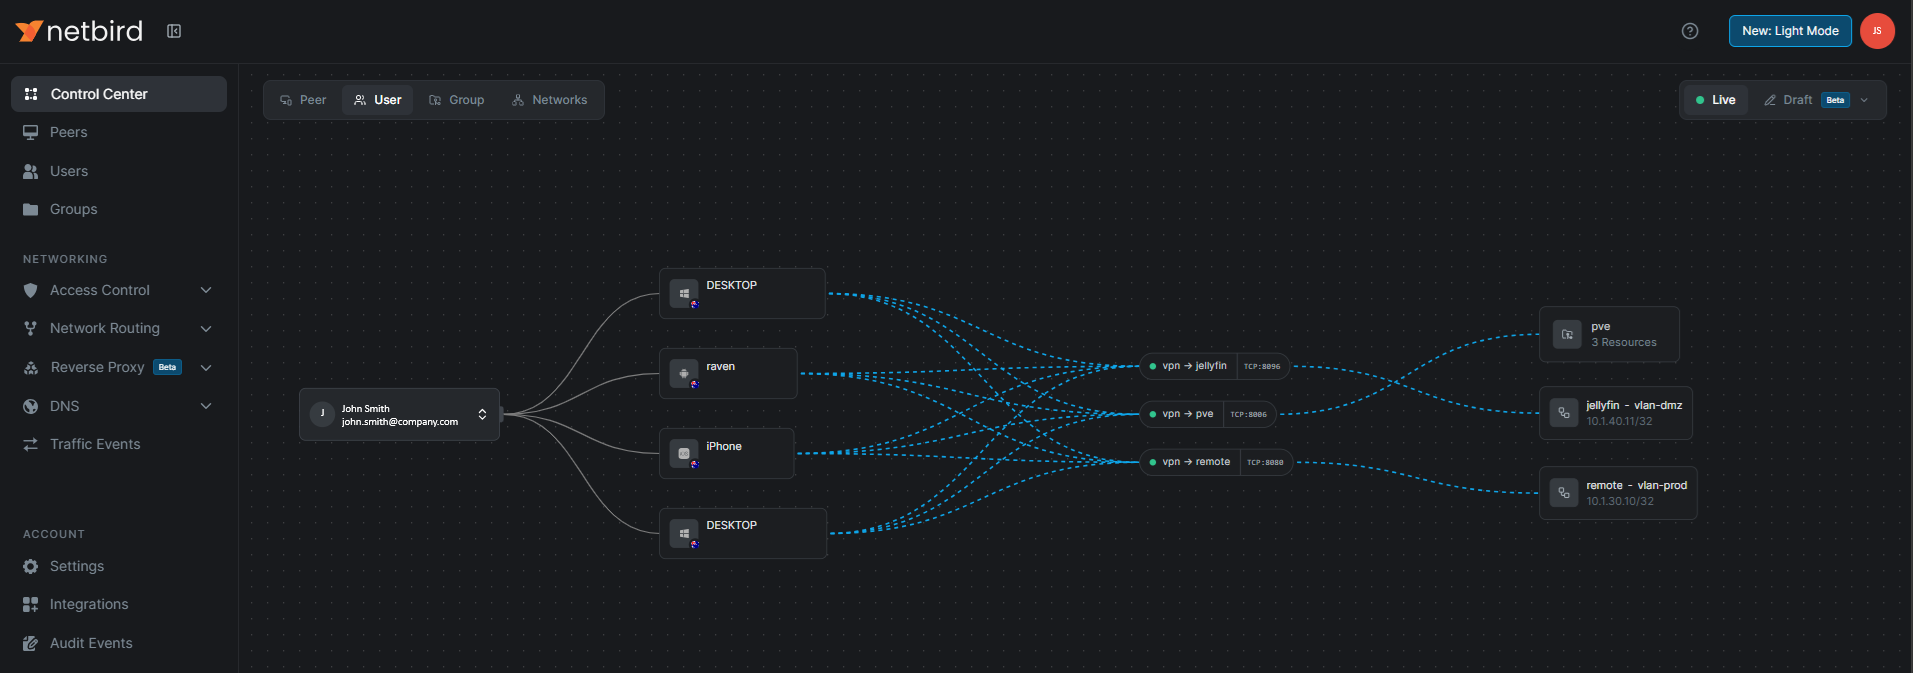 netbird
New: Light Mode
JS
Control Center
Peers
Users
Groups
NETWORKING
Access Control
Network Routing
Reverse Proxy Beta
DNS
Traffic Events
ACCOUNT
Settings
Integrations
Audit Events
Peer User Group Networks
Live Draft Beta
J
John Smith
john.smith@company.com
DESKTOP
raven
iPhone
DESKTOP
vpn → jellyfin TCP:8096
vpn → pve TCP:8006
vpn → remote TCP:8080
pve
3 Resources
jellyfin - vlan-dmz
10.1.40.11/32
remote - vlan-prod
10.1.30.10/32